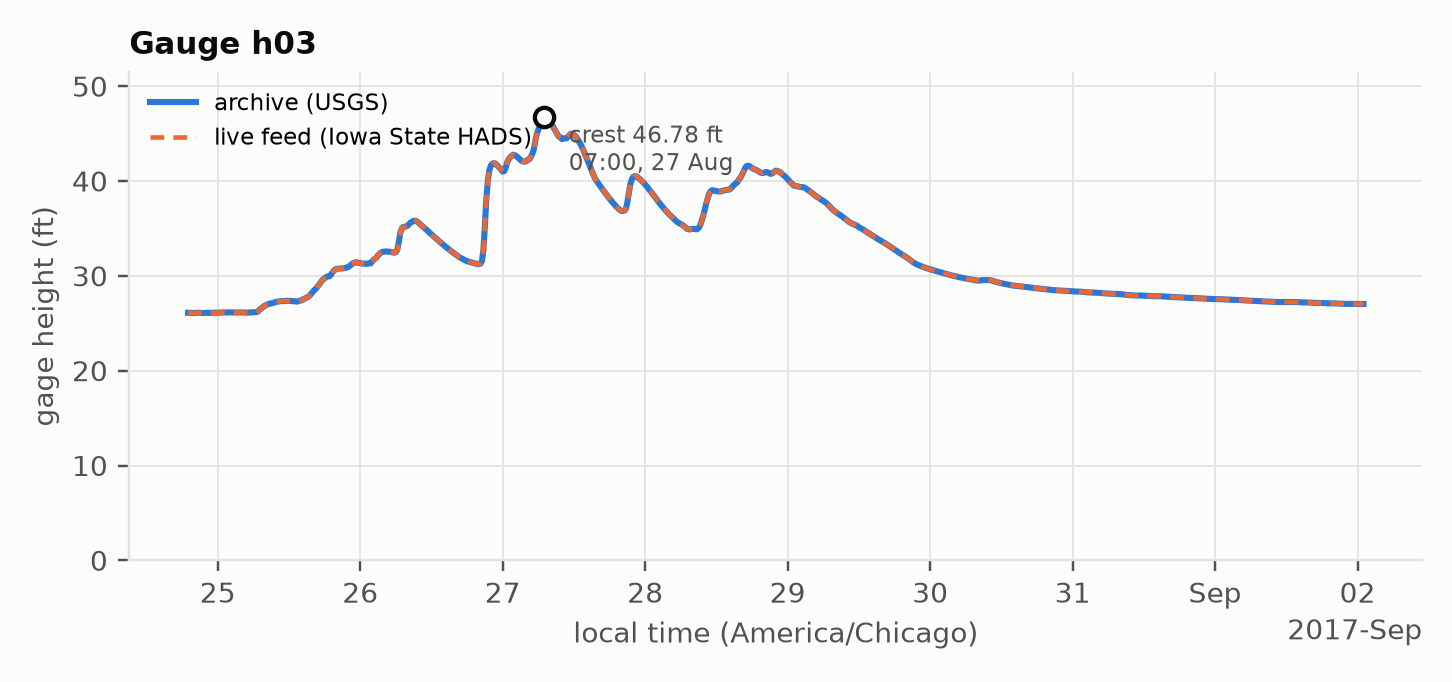 Gauge h03
archive (USGS)
live feed (Iowa State HADS)
crest 46.78 ft
07:00, 27 Aug
gage height (ft)
50
40
30
20
10
0
25
26
27
28
29
30
31
Sep
02
local time (America/Chicago)
2017-Sep